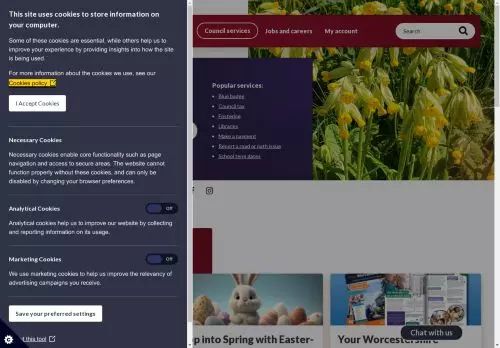 This site uses cookies to store information on
your computer.
Some of these cookies are essential, while others help us to
improve your experience by providing insights into how the site
is being used.
For more information about the cookies we use, see our
Cookies policy
I Accept Cookies
Necessary Cookies
Necessary cookies enable core functionality such as page
navigation and access to secure areas. The website cannot
function properly without these cookies, and can only be
disabled by changing your browser preferences.
Analytical Cookies
Off
Analytical cookies help us to improve our website by collecting
and reporting information on its usage.
Marketing Cookies
Off
We use marketing cookies to help us improve the relevancy of
advertising campaigns you receive.
Save your preferred settings
this tool
Council services
Jobs and careers
My account
Search
Popular services:
Blue badge
Council tax
Fostering
Libraries
Make a payment
Report a road or path issue
School term dates
into Spring with Easter-
Your Worcestershire
Chat with us